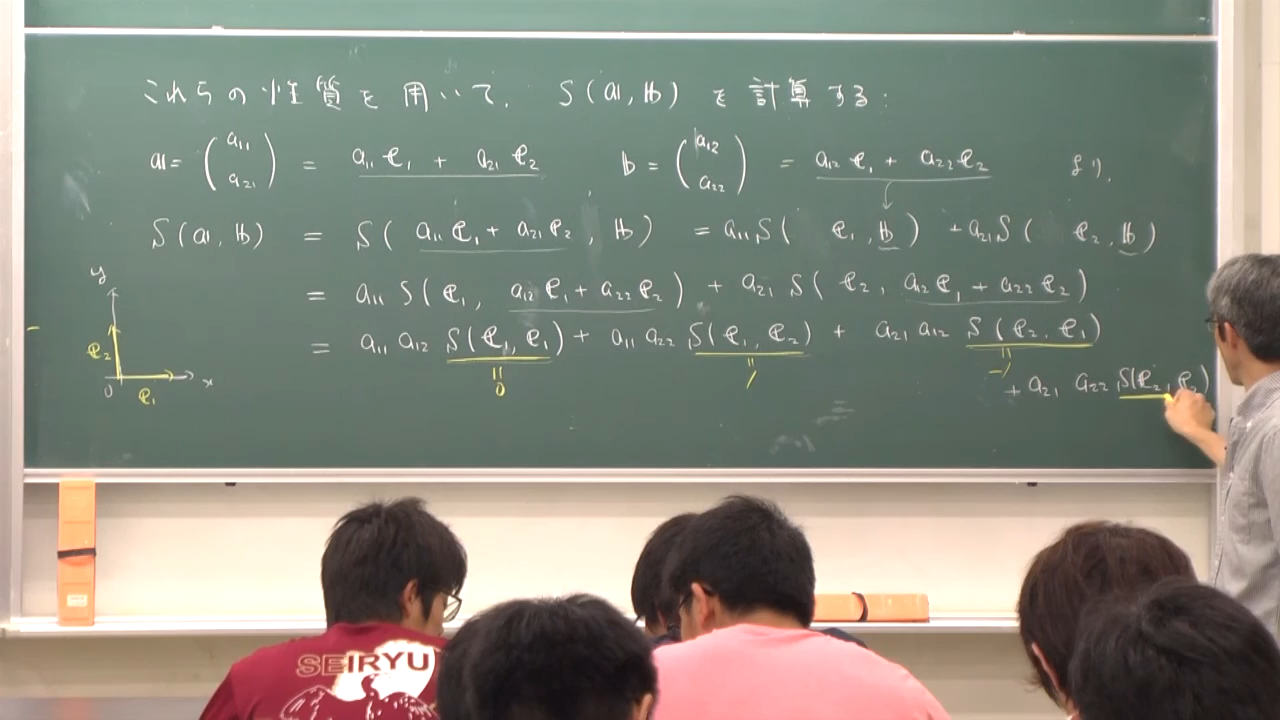 これらの性質を用いて. S(a, b) を計算する:
a = (a₁₁ a₂₁) = a₁₁ e₁ + a₂₁ e₂ , b = (a₁₂ a₂₂) = a₁₂ e₁ + a₂₂ e₂ より,
S(a, b) = S( a₁₁ e₁ + a₂₁ e₂ , b ) = a₁₁ S( e₁, b ) + a₂₁ S( e₂, b )
= a₁₁ S( e₁, a₁₂ e₁ + a₂₂ e₂ ) + a₂₁ S( e₂, a₁₂ e₁ + a₂₂ e₂ )
= a₁₁ a₁₂ S(e₁, e₁) + a₁₁ a₂₂ S(e₁, e₂) + a₂₁ a₁₂ S(e₂, e₁)
= 0 = 1 = -1
+ a₂₁ a₂₂ S(e₂, e₂)
y
e₂
0 e₁ x
SEIRYU